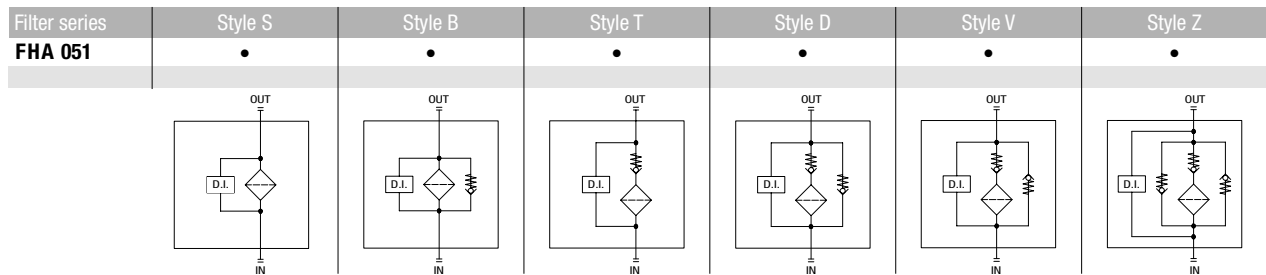 Filter series Style S Style B Style T Style D Style V Style Z
FHA 051 • • • • • •
OUT OUT OUT OUT OUT OUT
D.I. D.I. D.I. D.I. D.I. D.I.
IN IN IN IN IN IN